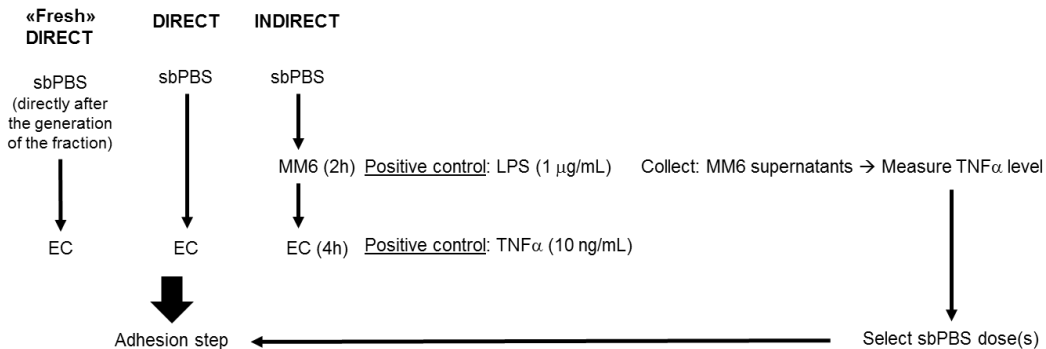 «Fresh» DIRECT
DIRECT
INDIRECT
sbPBS
(directly after
the generation
of the fraction)
sbPBS
sbPBS
MM6 (2h) Positive control: LPS (1 μg/mL)
Collect: MM6 supernatants → Measure TNFα level
EC
EC
EC (4h) Positive control: TNFα (10 ng/mL)
Adhesion step
Select sbPBS dose(s)